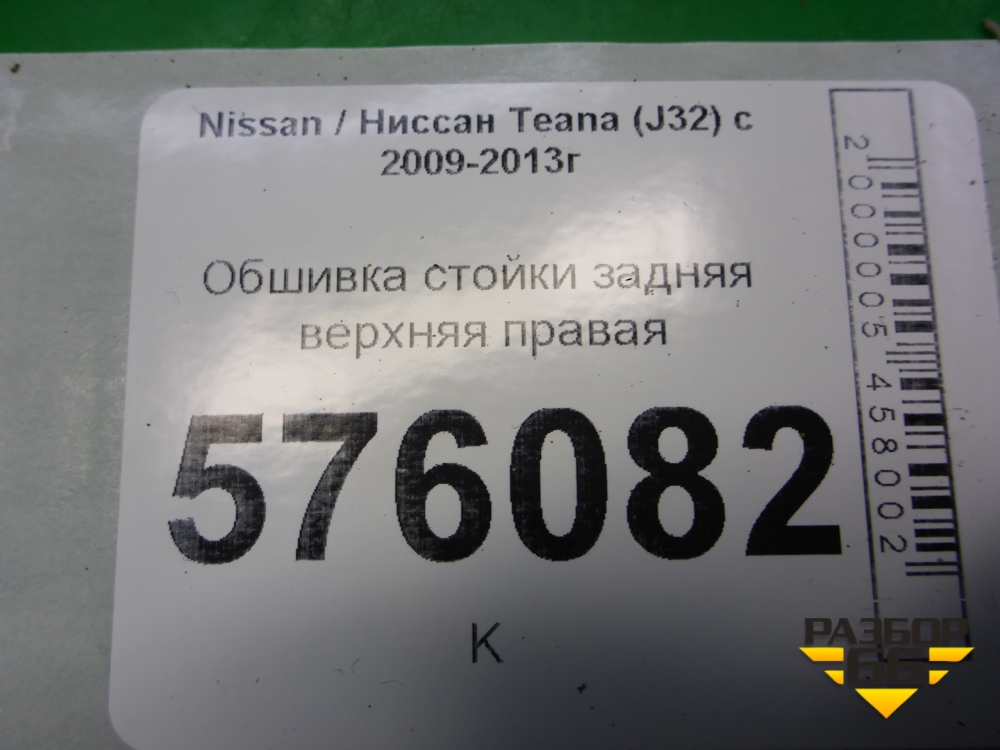 Nissan / Ниссан Teana (J32) с
2009-2013г
Обшивка стойки задняя
верхняя правая
576082
К
2000005458002
РАЗБОР
66